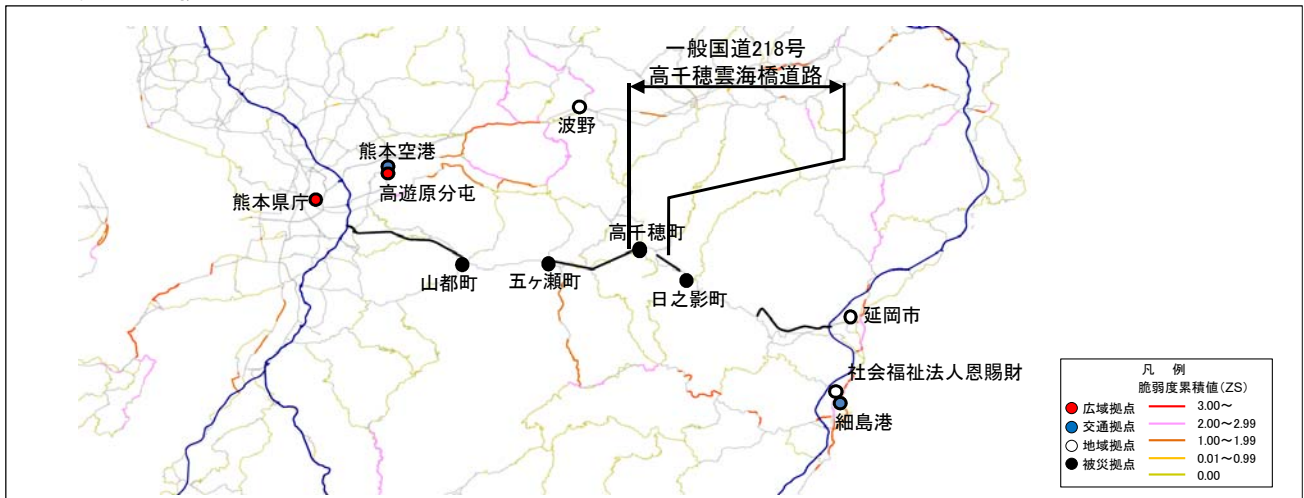 一般国道218号
高千穂雲海橋道路
波野
熊本空港
高遊原分屯
熊本県庁
高千穂町
山都町
五ヶ瀬町
日之影町
延岡市
社会福祉法人恩賜財
細島港
凡 例
脆弱度累積値(ZS)
広域拠点 3.00～
交通拠点 2.00～2.99
地域拠点 1.00～1.99
被災拠点 0.01～0.99
0.00